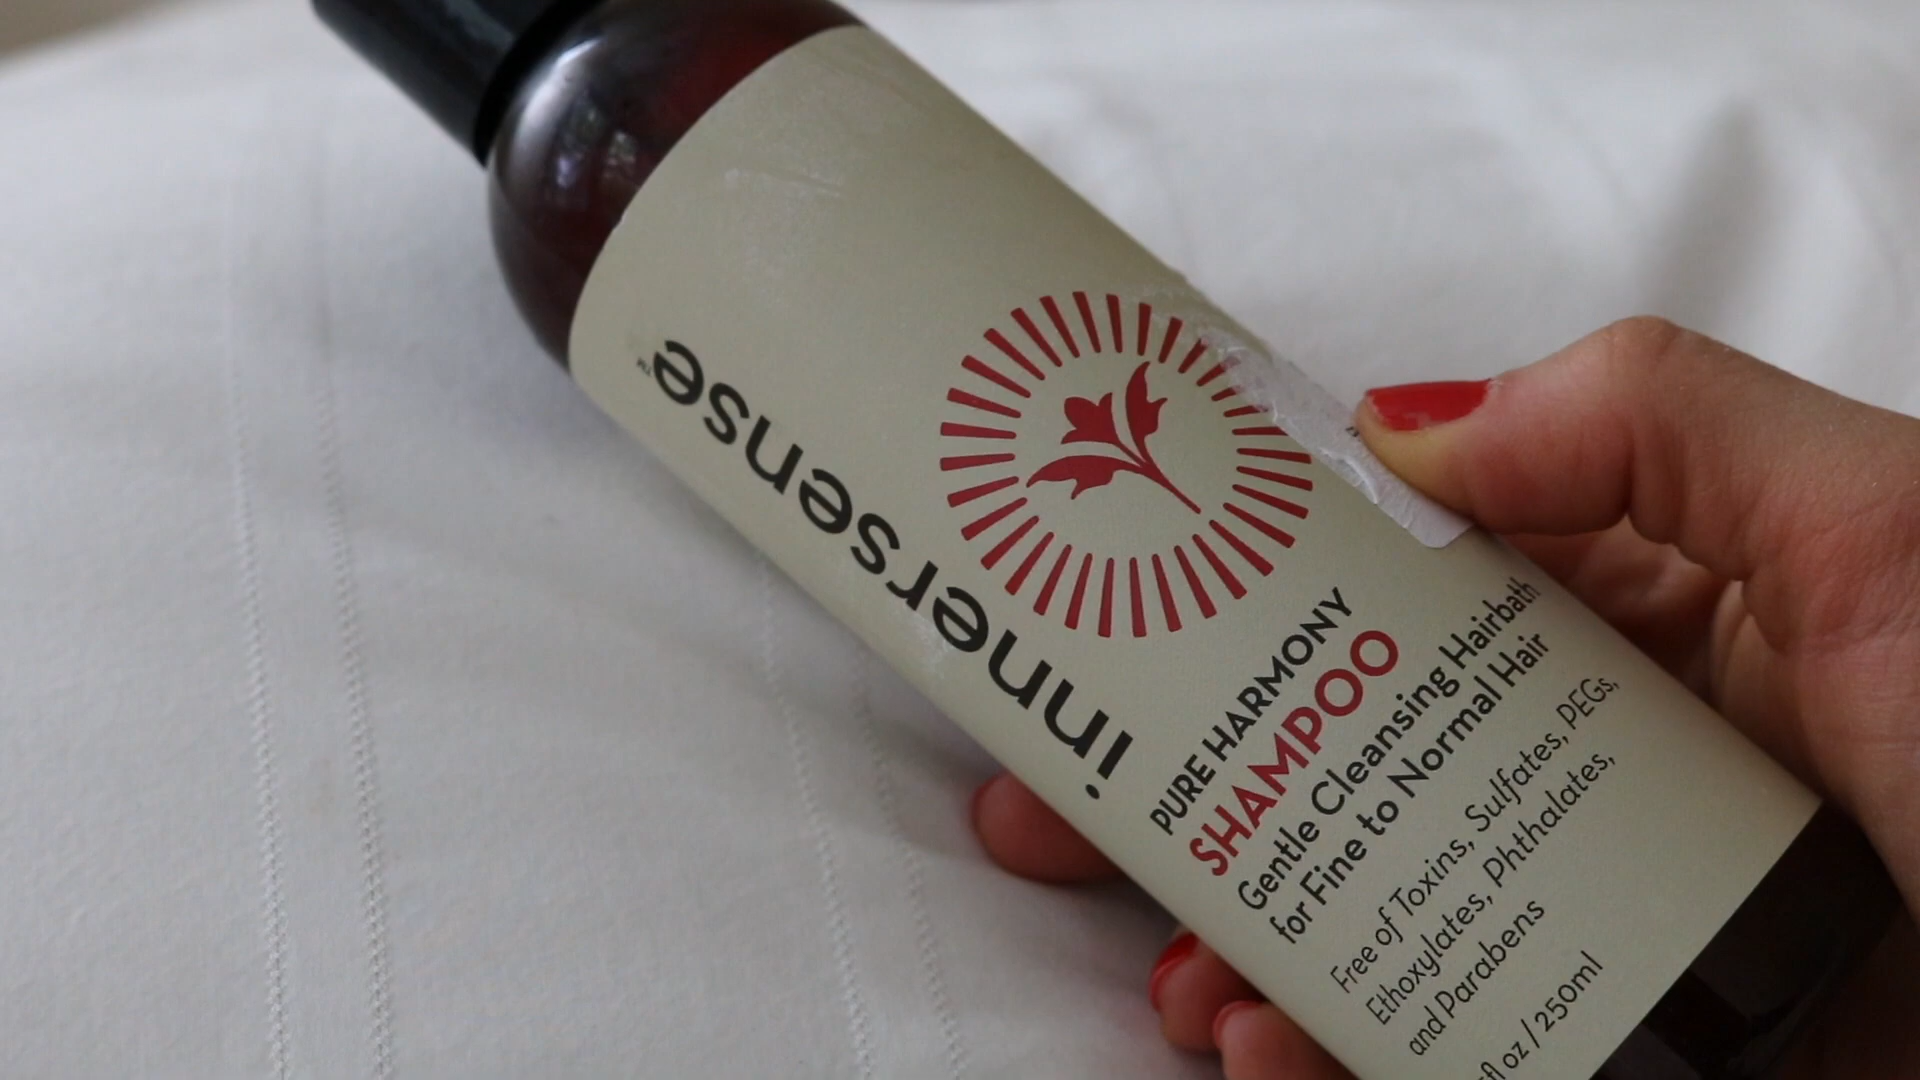 innersense™
PURE HARMONY
SHAMPOO
Gentle Cleansing Hairbath
for Fine to Normal Hair
Free of Toxins, Sulfates, PEGs,
Ethoxylates, Phthalates,
and Parabens
fl oz / 250ml